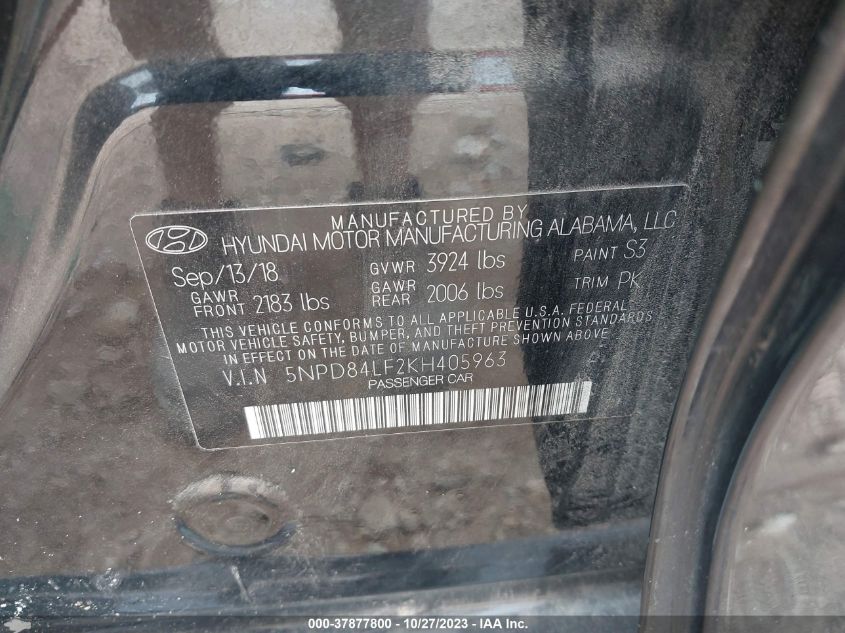 MANUFACTURED BY
HYUNDAI MOTOR MANUFACTURING ALABAMA, LLC
Sep/13/18 GVWR 3924 lbs PAINT S3
GAWR FRONT 2183 lbs GAWR REAR 2006 lbs TRIM PK
THIS VEHICLE CONFORMS TO ALL APPLICABLE U.S.A. FEDERAL
MOTOR VEHICLE SAFETY, BUMPER, AND THEFT PREVENTION STANDARDS
IN EFFECT ON THE DATE OF MANUFACTURE SHOWN ABOVE
V.I.N 5NPD84LF2KH405963
PASSENGER CAR
000-37877800 - 10/27/2023 - IAA Inc.